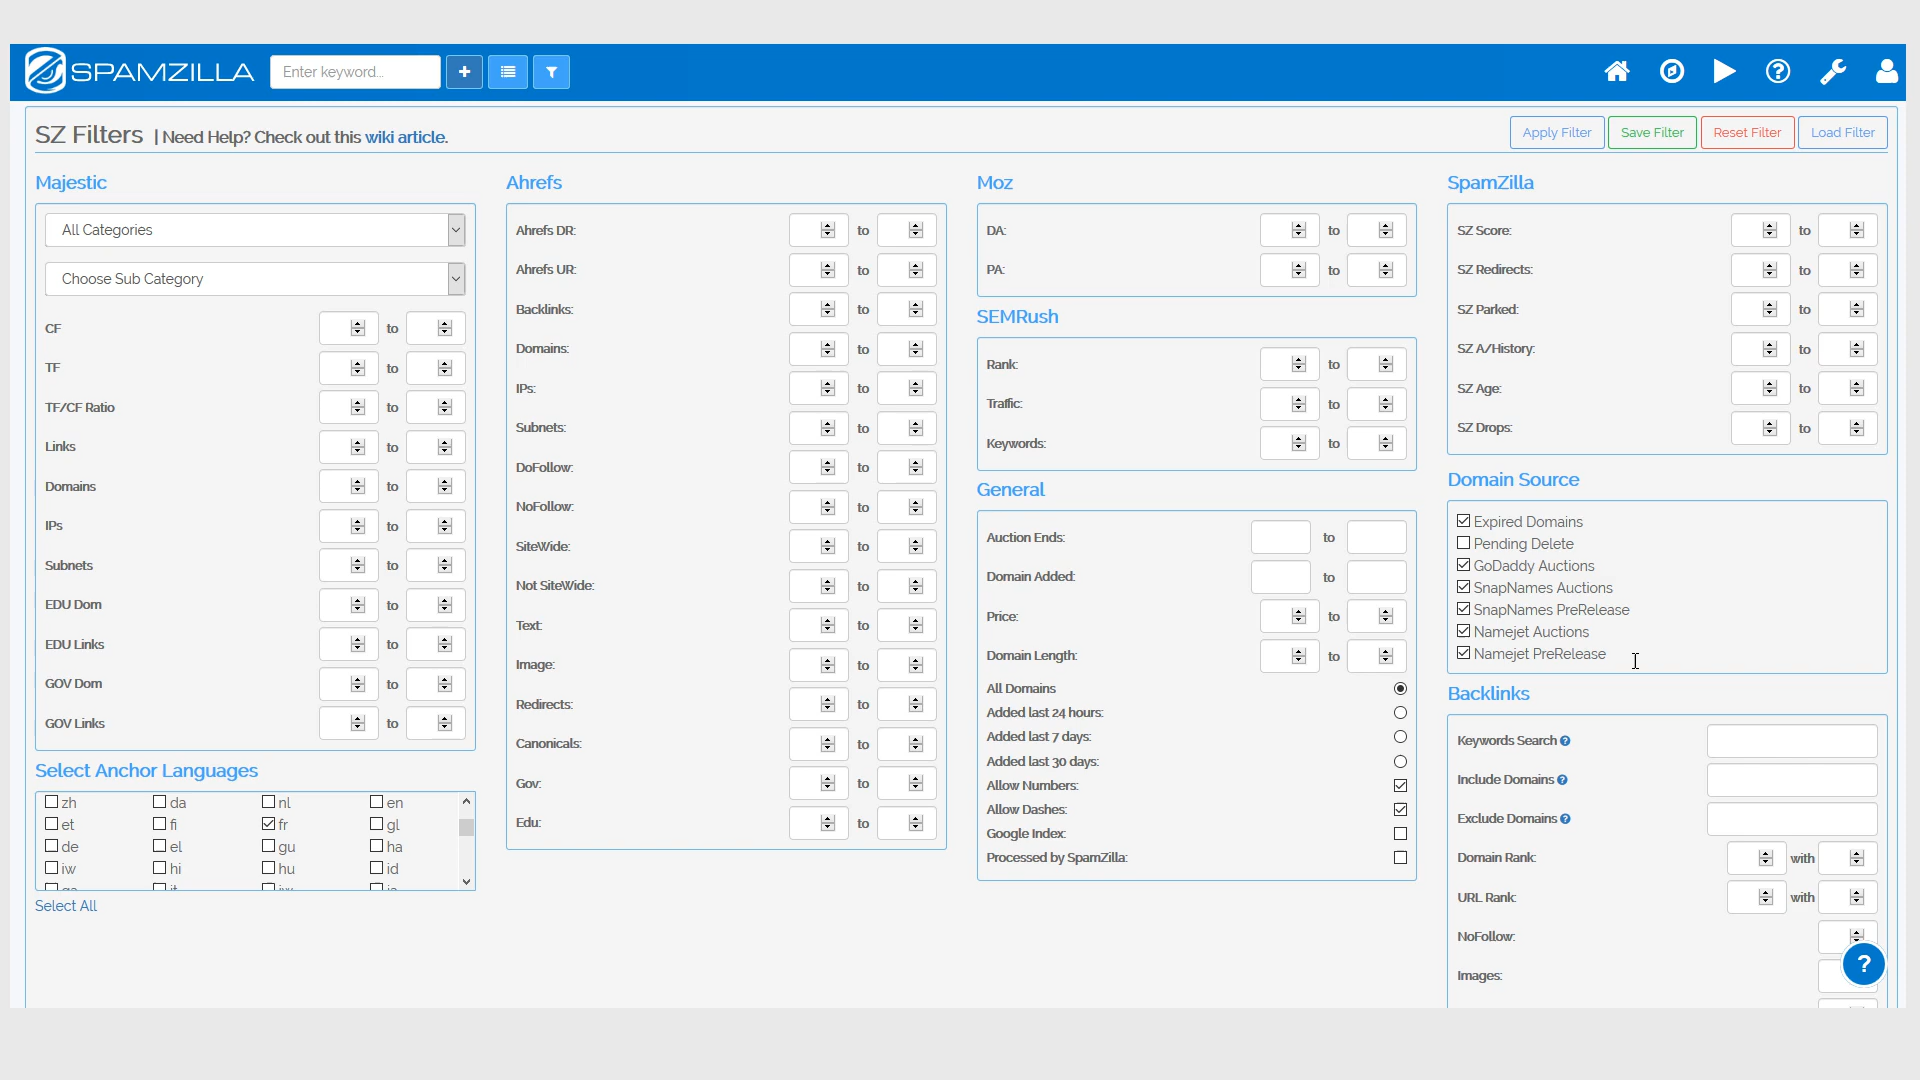 SPAMZILLA
Enter keyword...
SZ Filters | Need Help? Check out this wiki article.
Apply Filter
Save Filter
Reset Filter
Load Filter
Majestic
All Categories
Choose Sub Category
CF to
TF to
TF/CF Ratio to
Links to
Domains to
IPs to
Subnets to
EDU Dom to
EDU Links to
GOV Dom to
GOV Links to
Select Anchor Languages
zh da nl en
et fi fr gl
de el gu ha
iw hi hu id
Select All
Ahrefs
Ahrefs DR: to
Ahrefs UR: to
Backlinks: to
Domains: to
IPs: to
Subnets: to
DoFollow: to
NoFollow: to
SiteWide: to
Not SiteWide: to
Text: to
Image: to
Redirects: to
Canonicals: to
Gov: to
Edu: to
Moz
DA: to
PA: to
SEMRush
Rank: to
Traffic: to
Keywords: to
General
Auction Ends: to
Domain Added: to
Price: to
Domain Length: to
All Domains
Added last 24 hours:
Added last 7 days:
Added last 30 days:
Allow Numbers:
Allow Dashes:
Google Index:
Processed by SpamZilla:
SpamZilla
SZ Score: to
SZ Redirects: to
SZ Parked: to
SZ A/History: to
SZ Age: to
SZ Drops: to
Domain Source
Expired Domains
Pending Delete
GoDaddy Auctions
SnapNames Auctions
SnapNames PreRelease
Namejet Auctions
Namejet PreRelease
Backlinks
Keywords Search
Include Domains
Exclude Domains
Domain Rank: with
URL Rank: with
NoFollow:
Images: